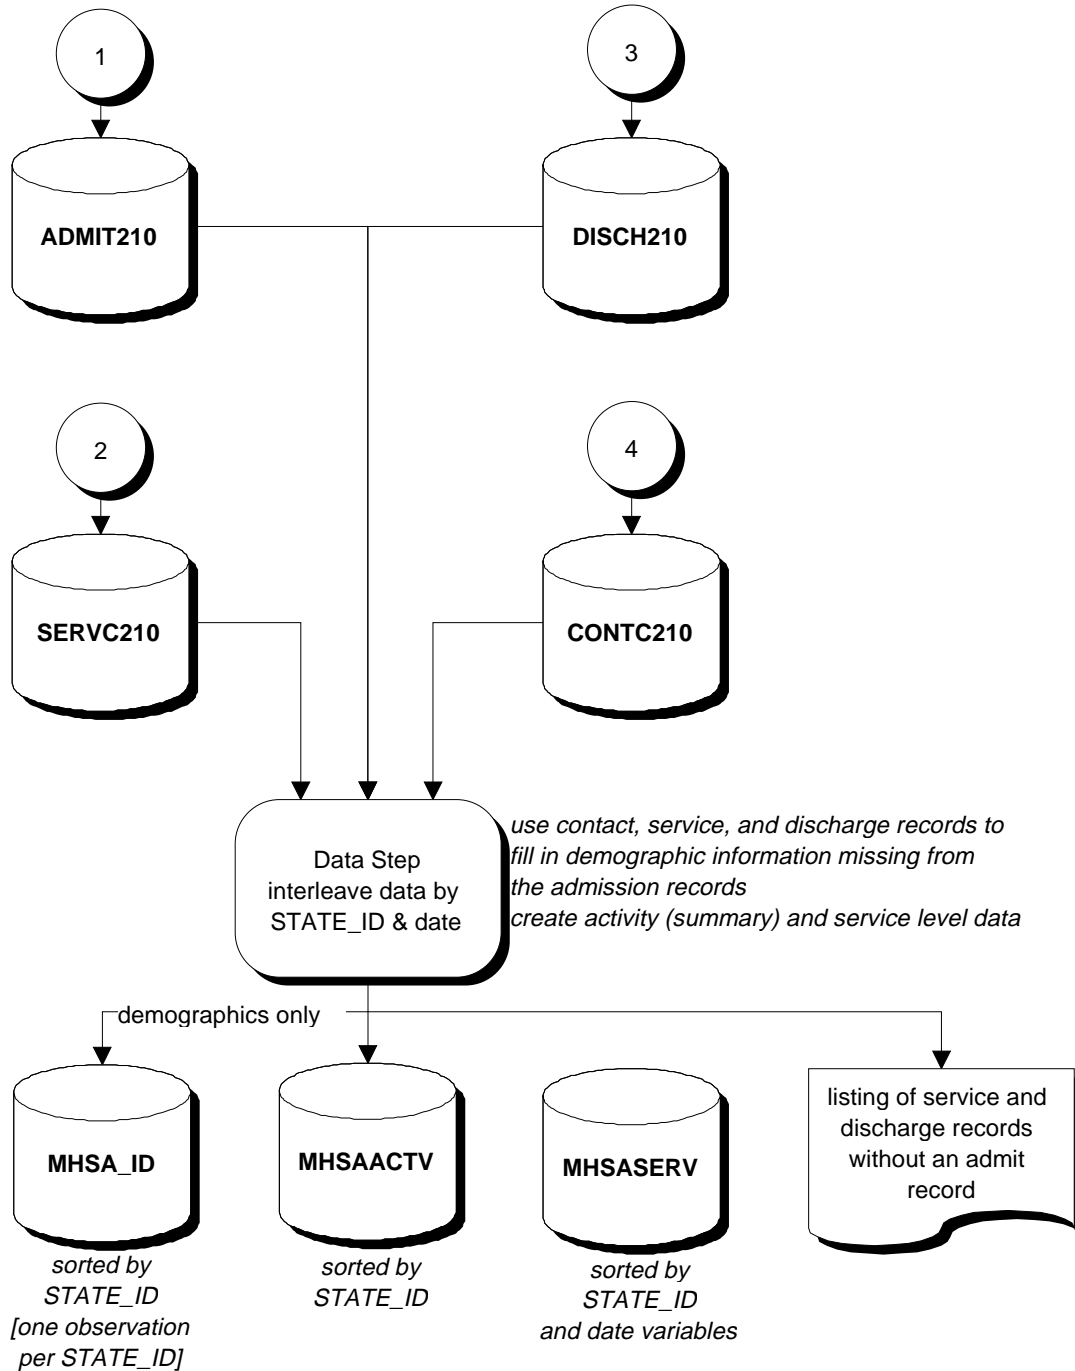 1
3
ADMIT210
DISCH210
2
4
SERVC210
CONTC210
Data Step
interleave data by
STATE_ID & date
use contact, service, and discharge records to
fill in demographic information missing from
the admission records
create activity (summary) and service level data
demographics only
MHSA_ID
MHSAACTV
MHSASERV
listing of service and
discharge records
without an admit
record
sorted by
STATE_ID
[one observation
per STATE_ID]
sorted by
STATE_ID
sorted by
STATE_ID
and date variables